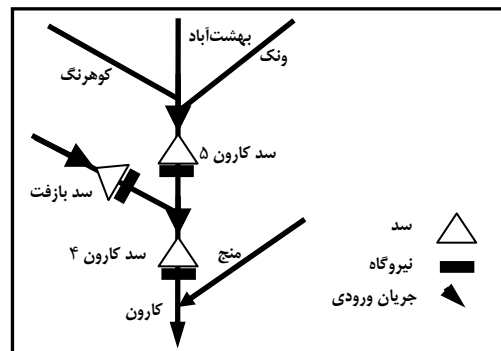 بهشت‌آباد
ونک
کوهرنگ
سد کارون ۵
سد بازفت
سد کارون ۴
منج
کارون
سد
نیروگاه
جریان ورودی